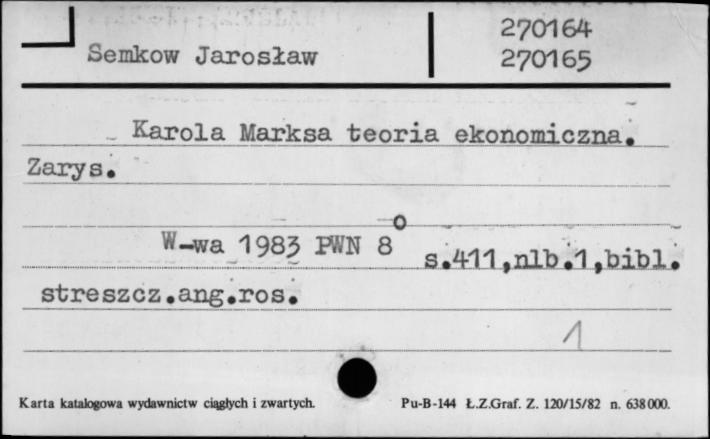 270164
Semkow Jarosław 270165
Karola Marksa teoria ekonomiczna.
Zarys.
W-wa 1983 PWN 8° s.411,nlb.1,bibl.
streszcz.ang.ros.
1
Karta katalogowa wydawnictw ciągłych i zwartych. Pu-B-144 Ł.Z.Graf. Z. 120/15/82 n. 638000.